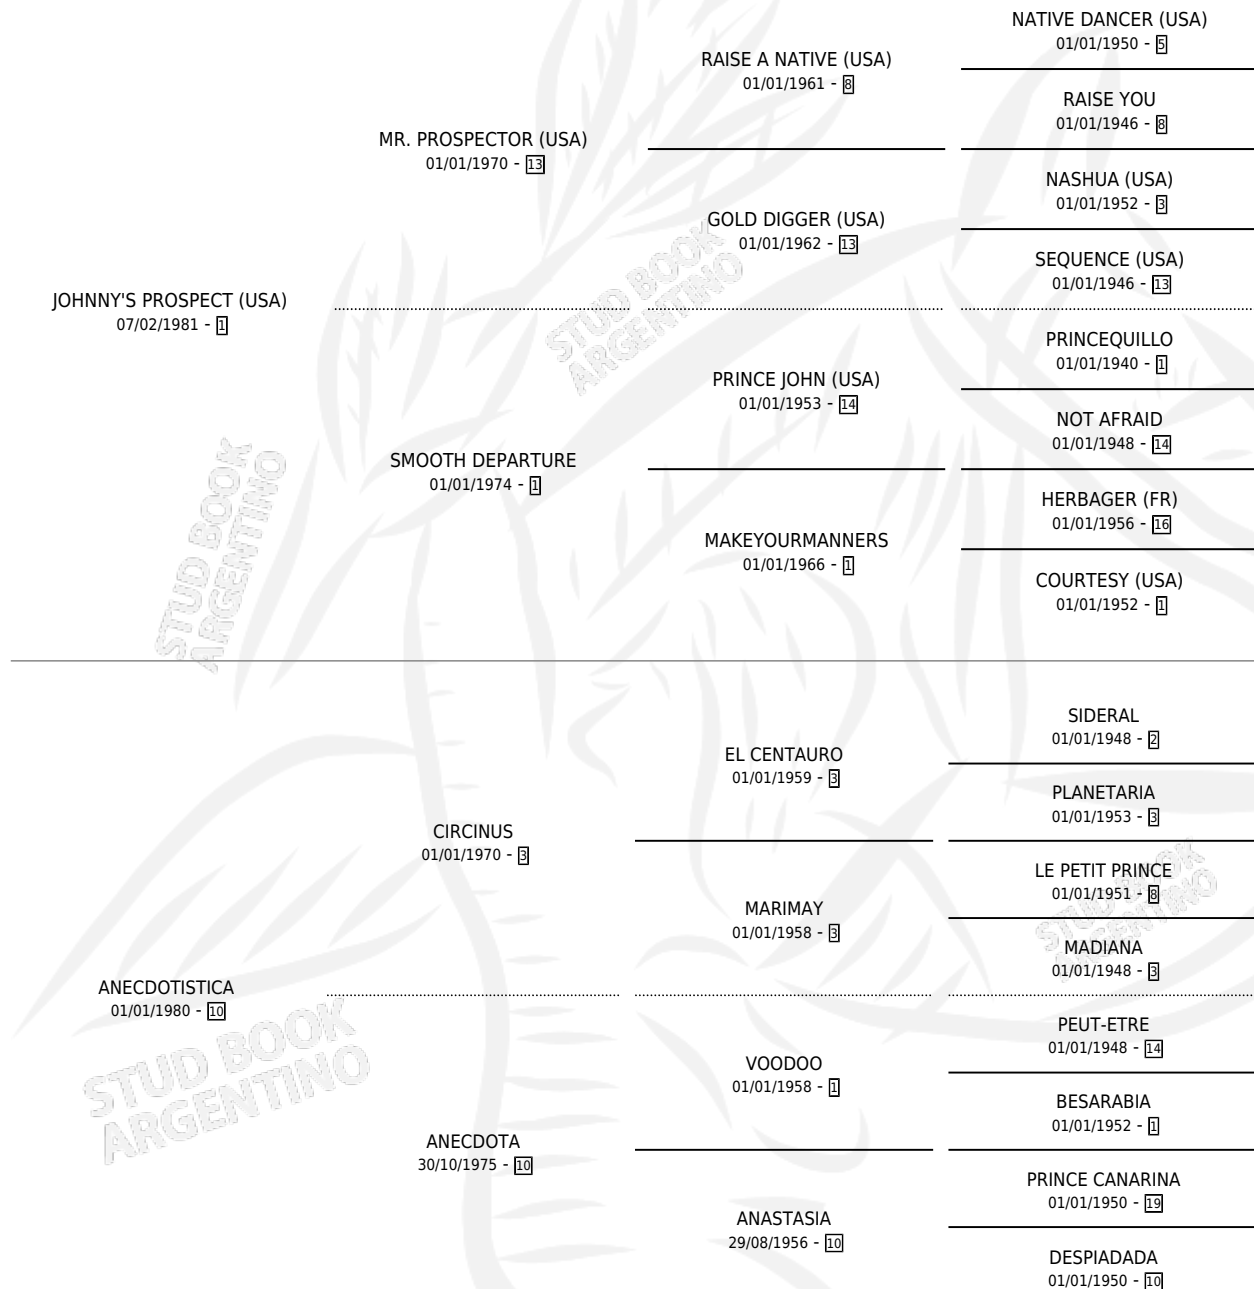 NATIVE DANCER (USA)
01/01/1950 - 5
RAISE A NATIVE (USA)
01/01/1961 - 8
RAISE YOU
01/01/1946 - 8
MR. PROSPECTOR (USA)
01/01/1970 - 13
NASHUA (USA)
01/01/1952 - 3
GOLD DIGGER (USA)
01/01/1962 - 13
SEQUENCE (USA)
01/01/1946 - 13
JOHNNY'S PROSPECT (USA)
07/02/1981 - 1
STUD BOOK
ARGENTINO
PRINCEQUILLO
01/01/1940 - 1
PRINCE JOHN (USA)
01/01/1953 - 14
NOT AFRAID
01/01/1948 - 14
SMOOTH DEPARTURE
01/01/1974 - 1
HERBAGER (FR)
01/01/1956 - 16
MAKEYOURMANNERS
01/01/1966 - 1
COURTESY (USA)
01/01/1952 - 1
STUD BOOK
ARGENTINO
SIDERAL
01/01/1948 - 2
EL CENTAURO
01/01/1959 - 3
PLANETARIA
01/01/1953 - 3
CIRCINUS
01/01/1970 - 3
LE PETIT PRINCE
01/01/1951 - 8
MARIMAY
01/01/1958 - 3
MADIANA
01/01/1948 - 3
STUD BOOK
ARGENTINO
ANECDOTISTICA
01/01/1980 - 10
PEUT-ETRE
01/01/1948 - 14
VOODOO
01/01/1958 - 1
BESARABIA
01/01/1952 - 1
STUD BOOK
ARGENTINO
ANECDOTA
30/10/1975 - 10
PRINCE CANARINA
01/01/1950 - 19
ANASTASIA
29/08/1956 - 10
DESPIADADA
01/01/1950 - 10